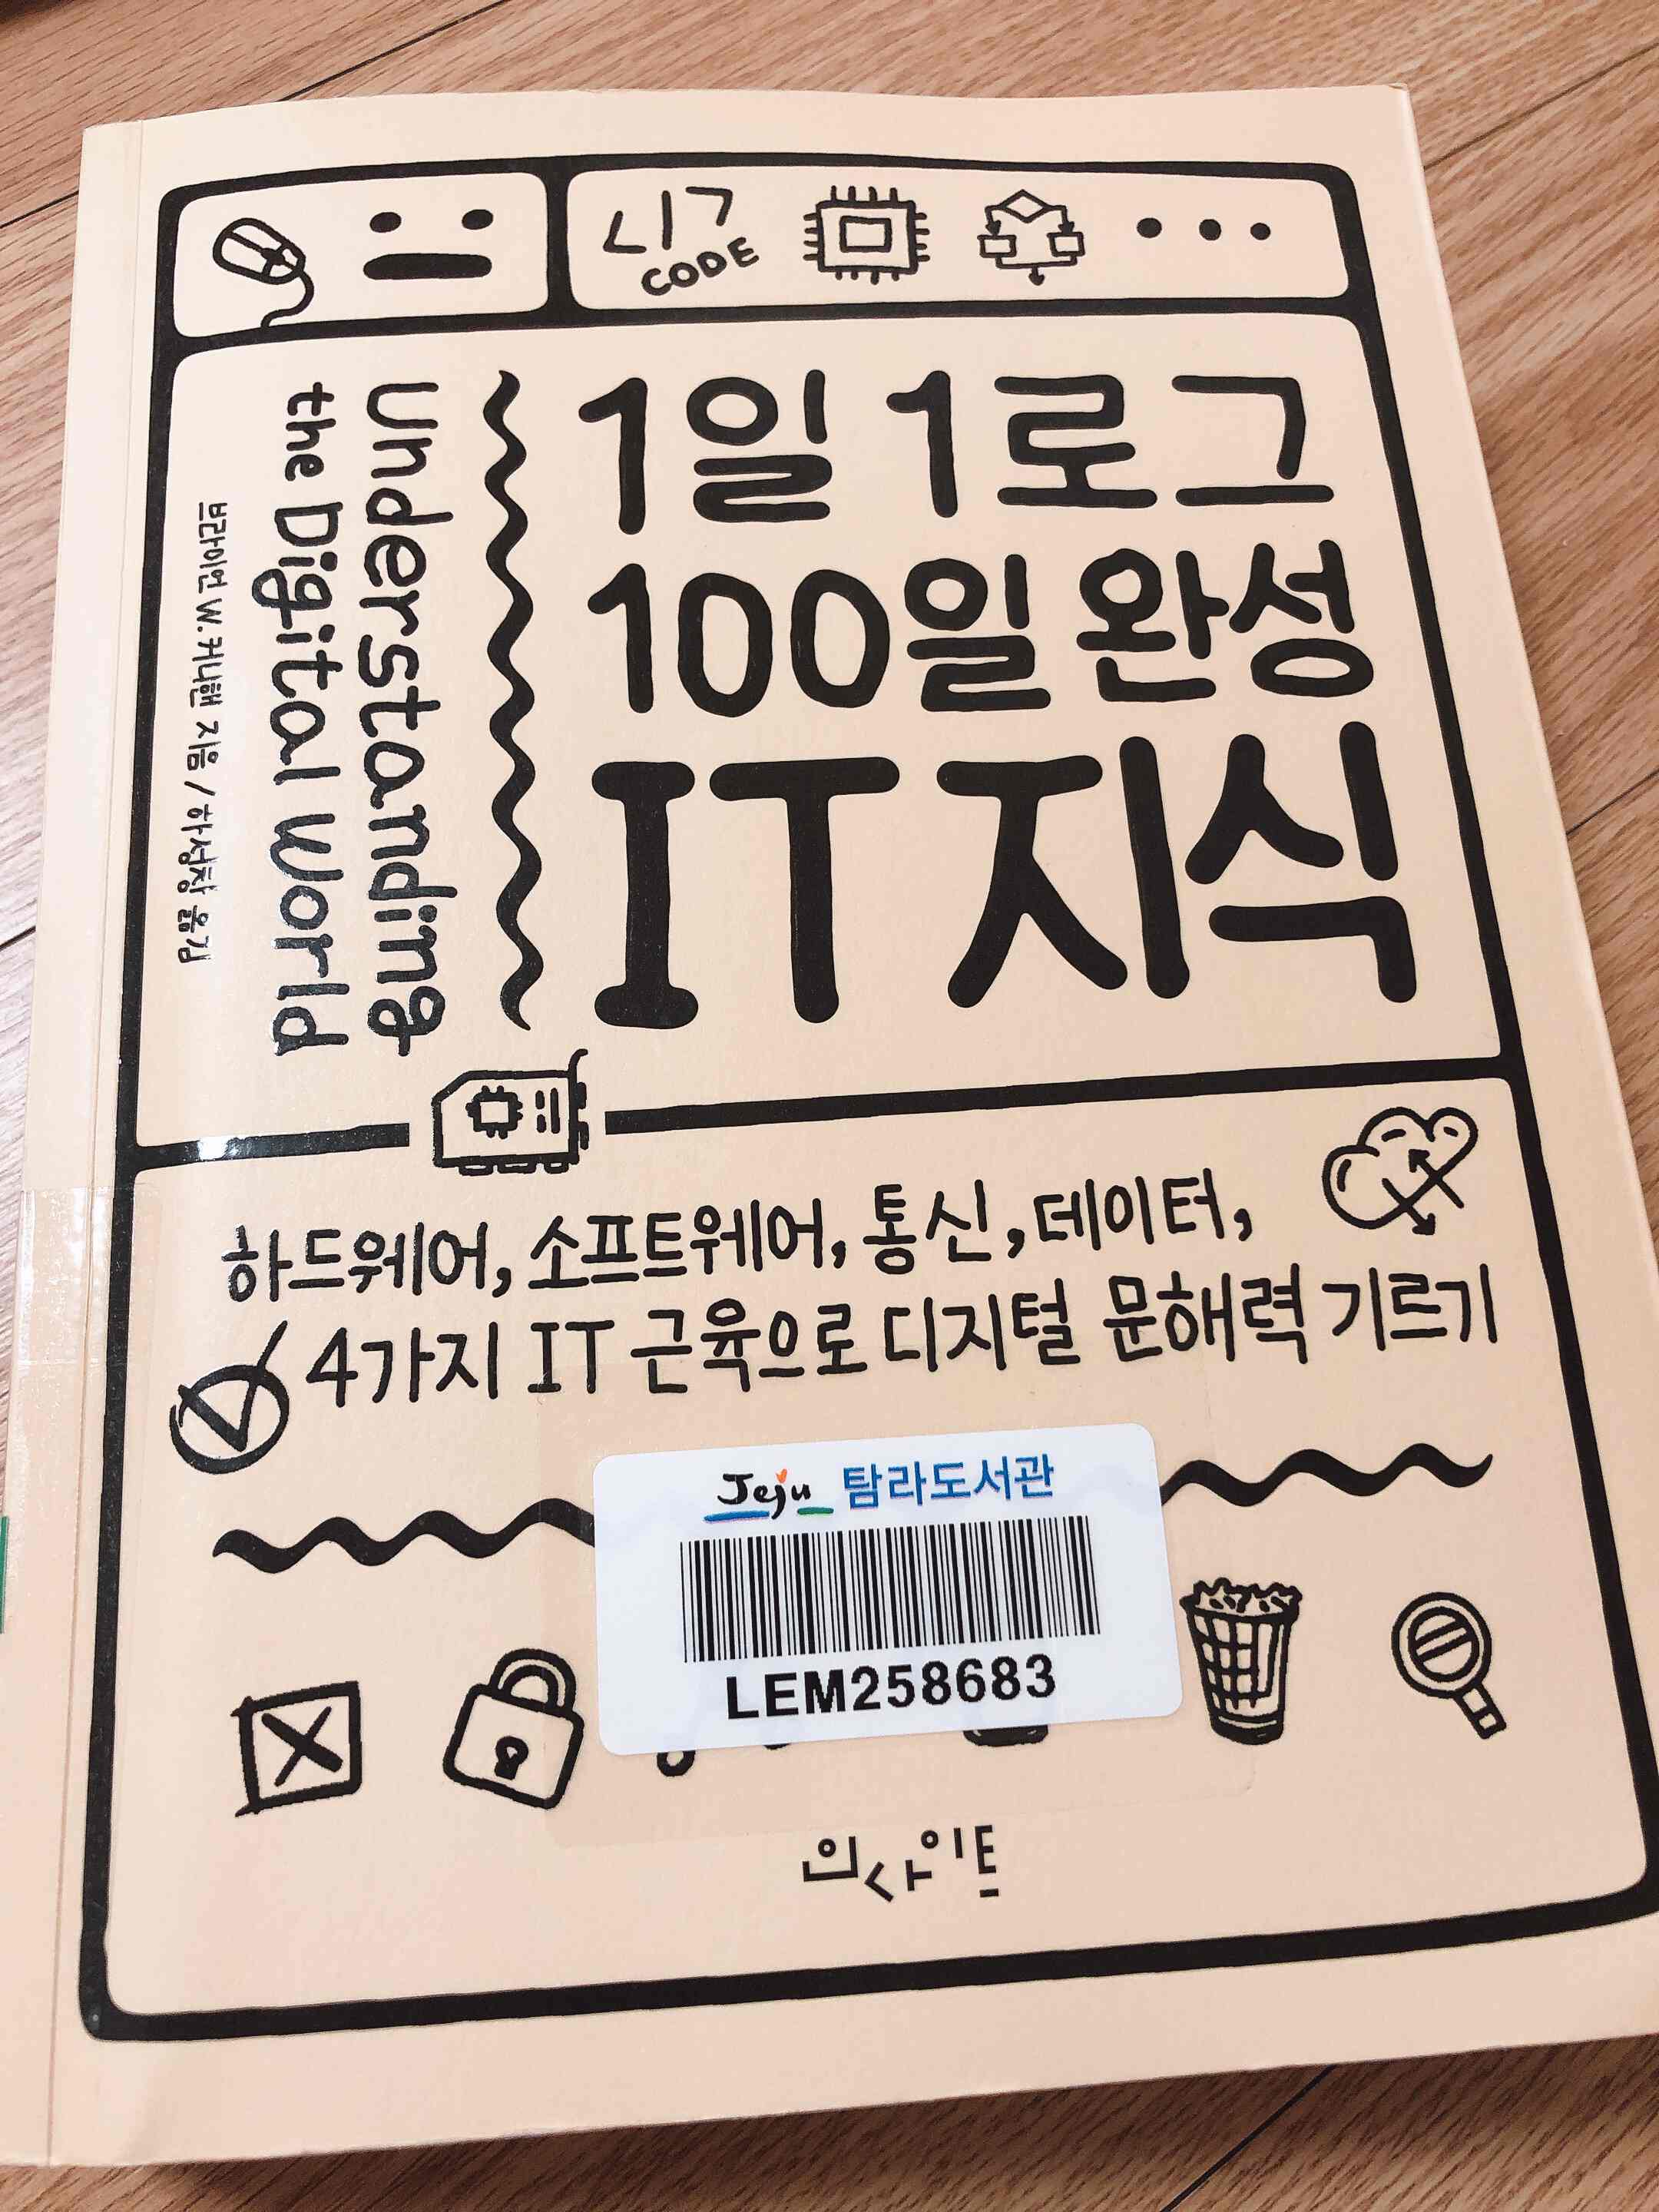 CODE
1일 1로그
100일 완성
IT 지식
Understanding
the Digital World
브라이언 W. 커니핸 지음 / 하성창 옮김
하드웨어, 소프트웨어, 통신, 데이터,
4가지 IT 근육으로 디지털 문해력 기르기
Jeju 탐라도서관
LEM258683
인사이트